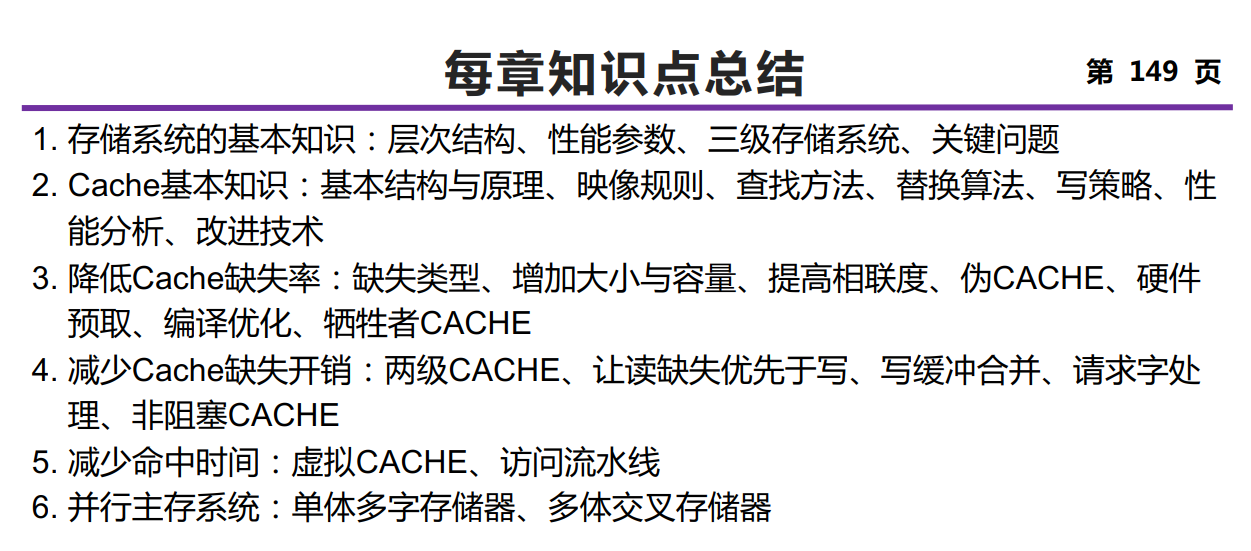 每章知识点总结
第 149 页
1. 存储系统的基本知识：层次结构、性能参数、三级存储系统、关键问题
2. Cache基本知识：基本结构与原理、映像规则、查找方法、替换算法、写策略、性
能分析、改进技术
3. 降低Cache缺失率：缺失类型、增加大小与容量、提高相联度、伪CACHE、硬件
预取、编译优化、牺牲者CACHE
4. 减少Cache缺失开销：两级CACHE、让读缺失优先于写、写缓冲合并、请求字处
理、非阻塞CACHE
5. 减少命中时间：虚拟CACHE、访问流水线
6. 并行主存系统：单体多字存储器、多体交叉存储器